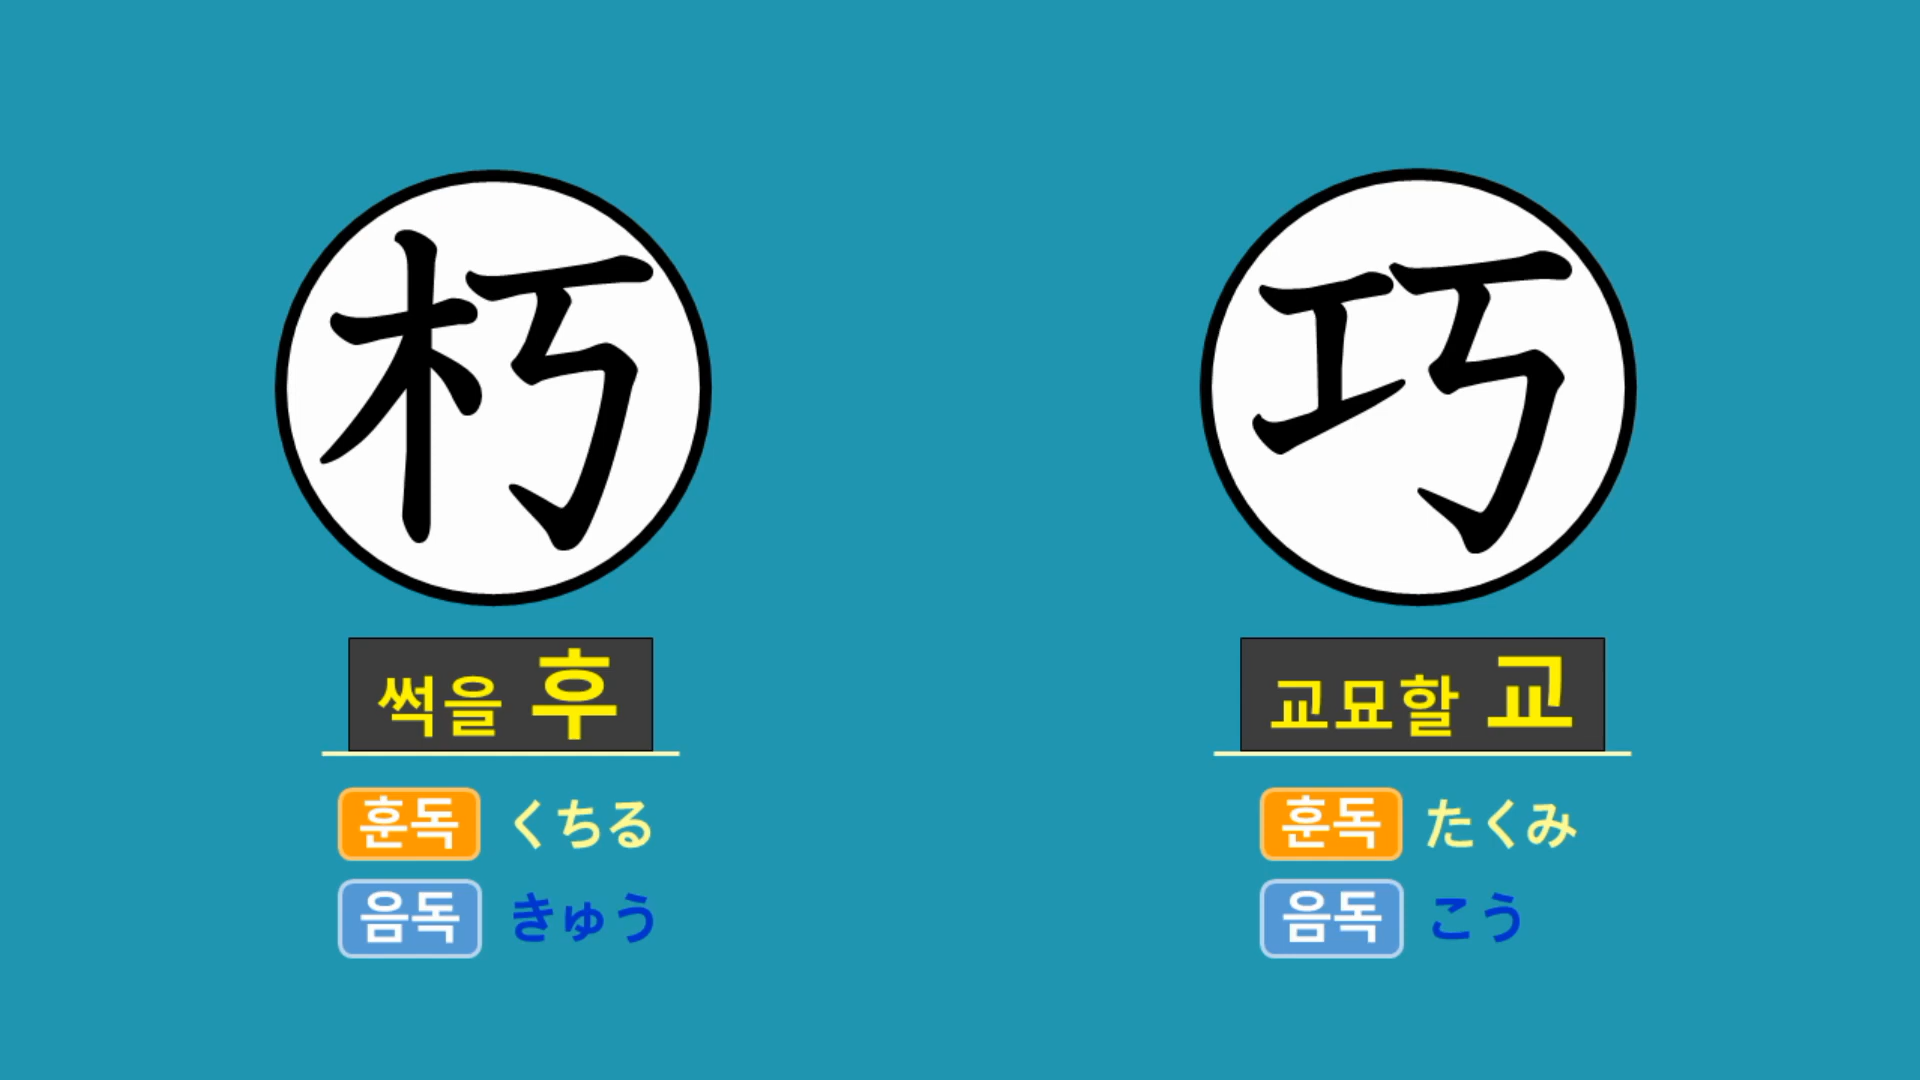 朽
썩을 후
훈독 くちる
음독 きゅう
巧
교묘할 교
훈독 たくみ
음독 こう